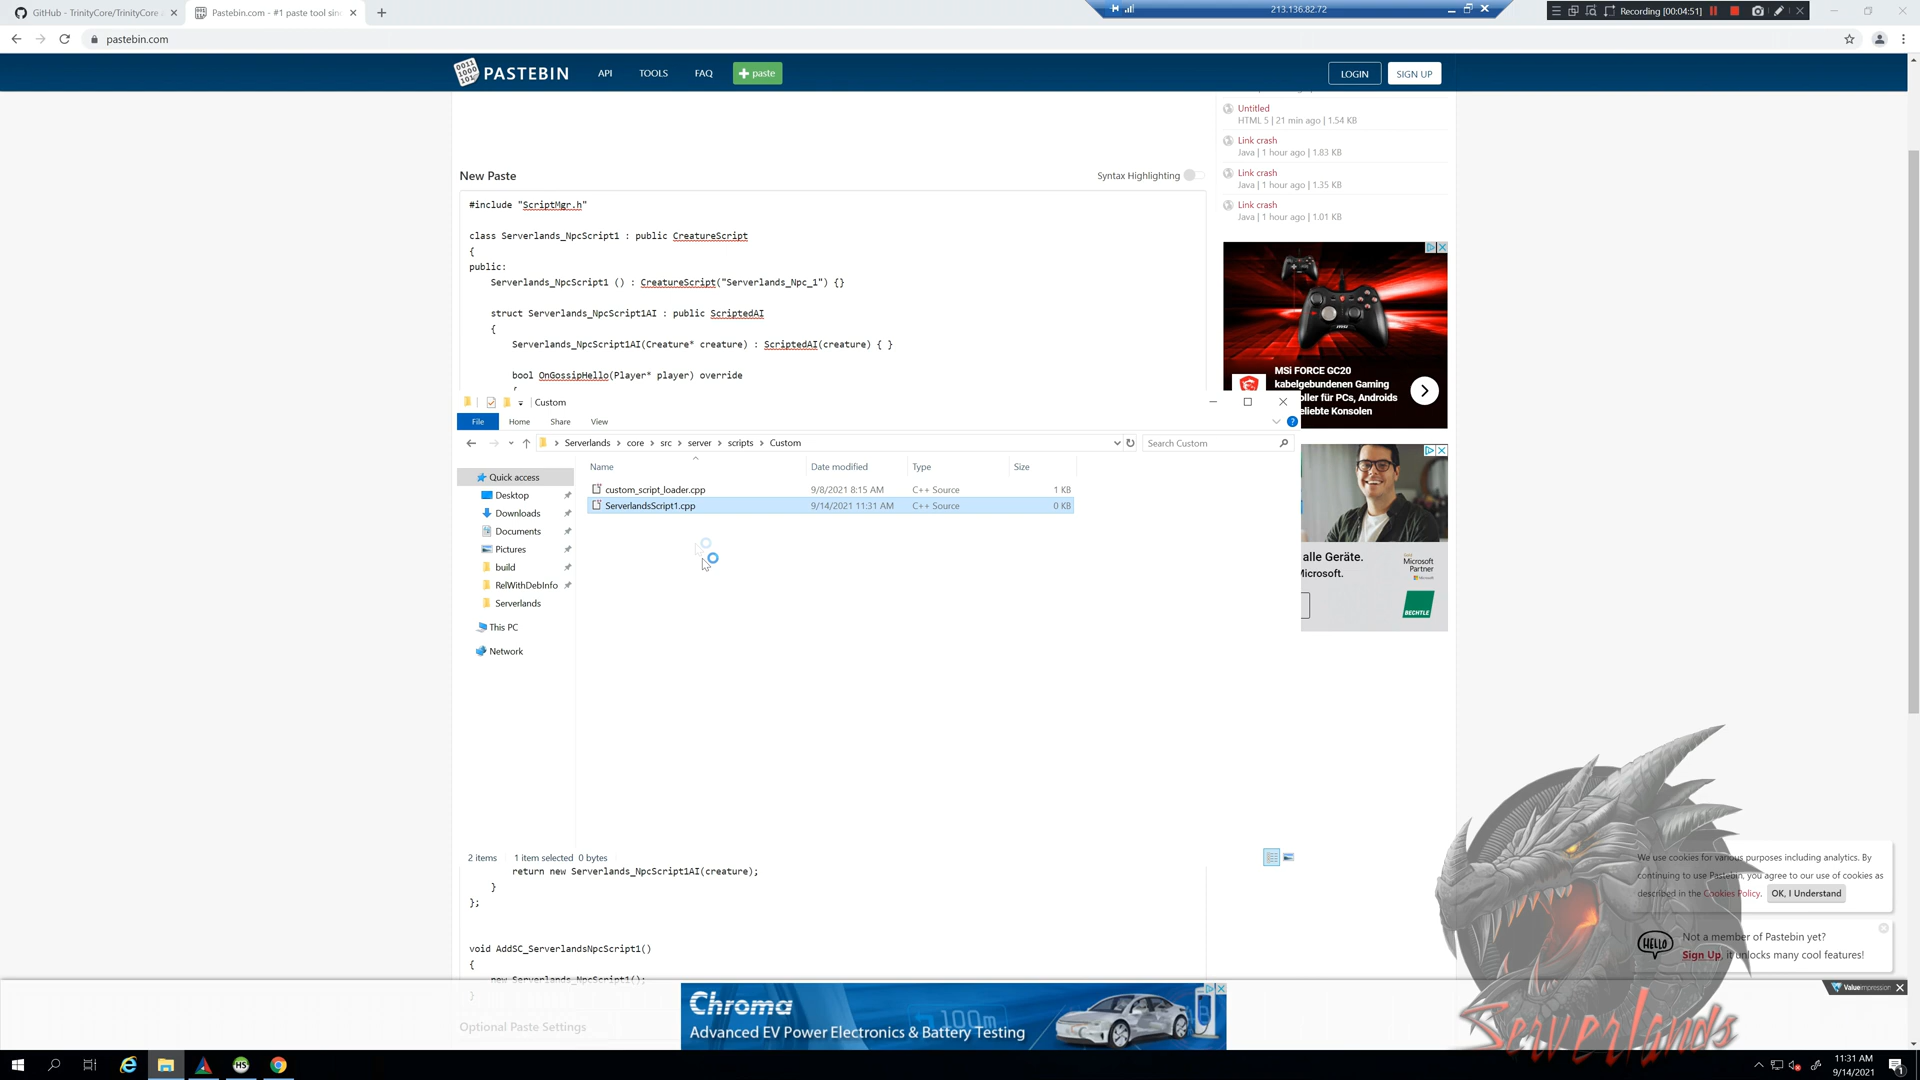 GitHub - TrinityCore/TrinityCore
Pastebin.com - #1 paste tool sin
213.136.82.72
Recording [00:04:51]
pastebin.com
PASTEBIN
API
TOOLS
FAQ
paste
LOGIN
SIGN UP
Untitled
HTML 5 | 21 min ago | 1.54 KB
Link crash
Java | 1 hour ago | 1.83 KB
Link crash
Java | 1 hour ago | 1.35 KB
Link crash
Java | 1 hour ago | 1.01 KB
New Paste
Syntax Highlighting
#include "ScriptMgr.h"
class Serverlands_NpcScript1 : public CreatureScript
{
public:
Serverlands_NpcScript1 () : CreatureScript("Serverlands_Npc_1") {}
struct Serverlands_NpcScript1AI : public ScriptedAI
{
Serverlands_NpcScript1AI(Creature* creature) : ScriptedAI(creature) { }
bool OnGossipHello(Player* player) override
MSi FORCE GC20
kabelgebundenen Gaming
oller für PCs, Androids
eliebte Konsolen
Custom
File
Home
Share
View
Serverlands
core
src
server
scripts
Custom
Search Custom
Name
Date modified
Type
Size
custom_script_loader.cpp
9/8/2021 8:15 AM
C++ Source
1 KB
ServerlandsScript1.cpp
9/14/2021 11:31 AM
C++ Source
0 KB
Quick access
Desktop
Downloads
Documents
Pictures
build
RelWithDebInfo
Serverlands
This PC
Network
alle Geräte.
Microsoft.
Microsoft
Partner
Microsoft
BECHTLE
2 items
1 item selected 0 bytes
return new Serverlands_NpcScript1AI(creature);
}
};
void AddSC_ServerlandsNpcScript1()
{
new Serverlands_NpcScript1();
}
Optional Paste Settings
We use cookies for various purposes including analytics. By
continuing to use Pastebin, you agree to our use of cookies as
described in the Cookies Policy.
OK, I Understand
HELLO
Not a member of Pastebin yet?
Sign Up, it unlocks many cool features!
Valueimpression
Chroma
Advanced EV Power Electronics & Battery Testing
100m
Serverlands
HS
11:31 AM
9/14/2021
1